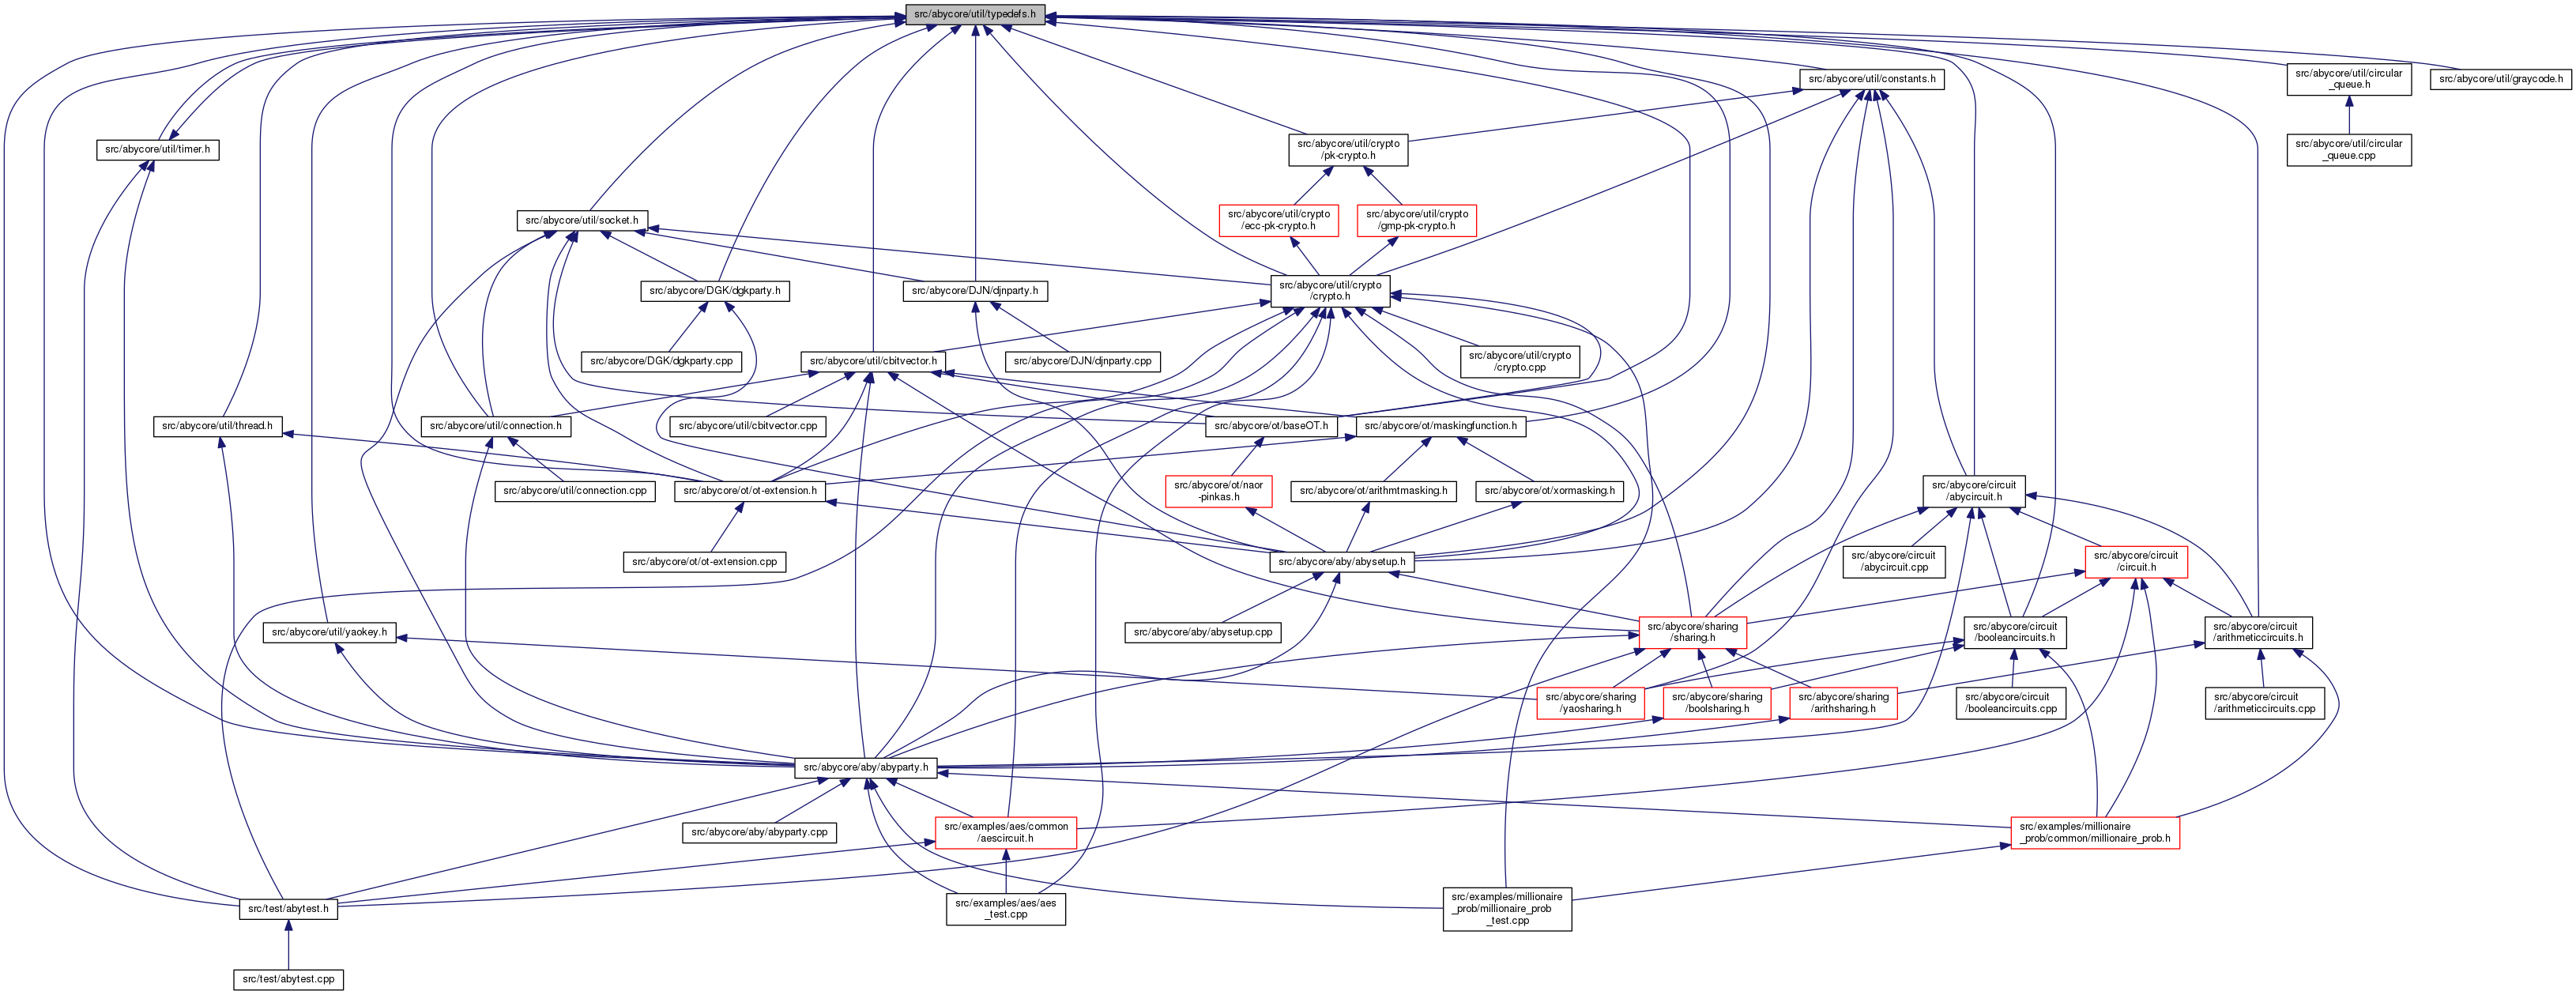 src/abycore/util/typedefs.h
src/abycore/util/constants.h
src/abycore/util/circular
_queue.h
src/abycore/util/graycode.h
src/abycore/util/timer.h
src/abycore/util/crypto
/pk-crypto.h
src/abycore/util/circular
_queue.cpp
src/abycore/util/socket.h
src/abycore/util/crypto
/ecc-pk-crypto.h
src/abycore/util/crypto
/gmp-pk-crypto.h
src/abycore/DGK/dgkparty.h
src/abycore/DJN/djnparty.h
src/abycore/util/crypto
/crypto.h
src/abycore/DGK/dgkparty.cpp
src/abycore/util/cbitvector.h
src/abycore/DJN/djnparty.cpp
src/abycore/util/crypto
/crypto.cpp
src/abycore/util/thread.h
src/abycore/util/connection.h
src/abycore/util/cbitvector.cpp
src/abycore/ot/baseOT.h
src/abycore/ot/maskingfunction.h
src/abycore/util/connection.cpp
src/abycore/ot/ot-extension.h
src/abycore/ot/naor
-pinkas.h
src/abycore/ot/arithmtmasking.h
src/abycore/ot/xormasking.h
src/abycore/circuit
/abycircuit.h
src/abycore/ot/ot-extension.cpp
src/abycore/aby/abysetup.h
src/abycore/circuit
/abycircuit.cpp
src/abycore/circuit
/circuit.h
src/abycore/util/yaokey.h
src/abycore/aby/abysetup.cpp
src/abycore/sharing
/sharing.h
src/abycore/circuit
/booleancircuits.h
src/abycore/circuit
/arithmeticcircuits.h
src/abycore/sharing
/yaosharing.h
src/abycore/sharing
/boolsharing.h
src/abycore/sharing
/arithsharing.h
src/abycore/circuit
/booleancircuits.cpp
src/abycore/circuit
/arithmeticcircuits.cpp
src/abycore/aby/abyparty.h
src/abycore/aby/abyparty.cpp
src/examples/aes/common
/aescircuit.h
src/examples/millionaire
_prob/common/millionaire_prob.h
src/test/abytest.h
src/examples/aes/aes
_test.cpp
src/examples/millionaire
_prob/millionaire_prob
_test.cpp
src/test/abytest.cpp